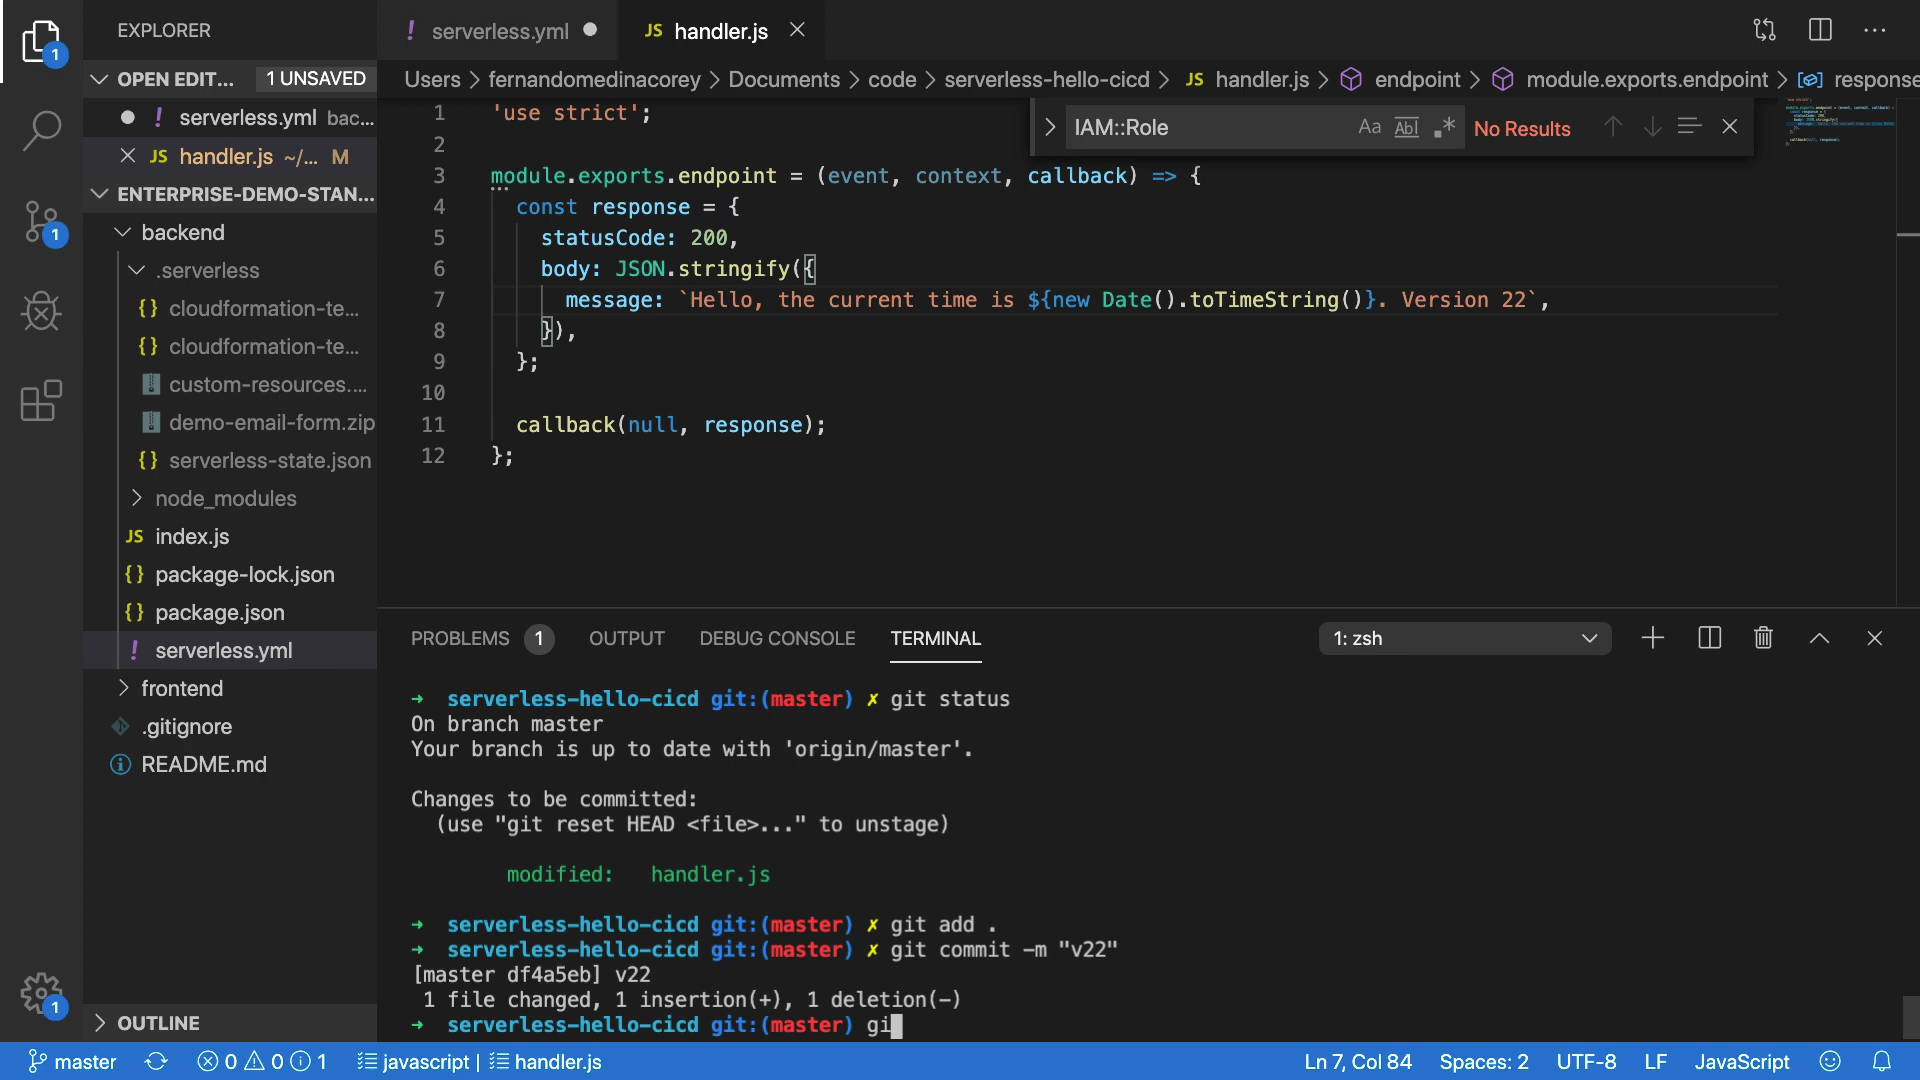 EXPLORER
! serverless.yml
JS handler.js
OPEN EDIT... 1 UNSAVED
Users > fernandomedinacorey > Documents > code > serverless-hello-cicd > JS handler.js > endpoint > module.exports.endpoint > response
! serverless.yml bac...
JS handler.js ~/... M
ENTERPRISE-DEMO-STAN...
backend
.serverless
{} cloudformation-te...
{} cloudformation-te...
custom-resources....
demo-email-form.zip
{} serverless-state.json
node_modules
JS index.js
{} package-lock.json
{} package.json
! serverless.yml
frontend
.gitignore
README.md
OUTLINE
1
1
1
IAM::Role Aa Abl .* No Results
1 'use strict';
2
3 module.exports.endpoint = (event, context, callback) => {
4 const response = {
5 statusCode: 200,
6 body: JSON.stringify({
7 message: `Hello, the current time is ${new Date().toTimeString()}. Version 22`,
8 }),
9 };
10
11 callback(null, response);
12 };
PROBLEMS 1 OUTPUT DEBUG CONSOLE TERMINAL 1: zsh
→ serverless-hello-cicd git:(master) ✗ git status
On branch master
Your branch is up to date with 'origin/master'.
Changes to be committed:
(use "git reset HEAD <file>..." to unstage)
modified: handler.js
→ serverless-hello-cicd git:(master) ✗ git add .
→ serverless-hello-cicd git:(master) ✗ git commit -m "v22"
[master df4a5eb] v22
1 file changed, 1 insertion(+), 1 deletion(-)
→ serverless-hello-cicd git:(master) gi
master 0 0 1 javascript | handler.js Ln 7, Col 84 Spaces: 2 UTF-8 LF JavaScript